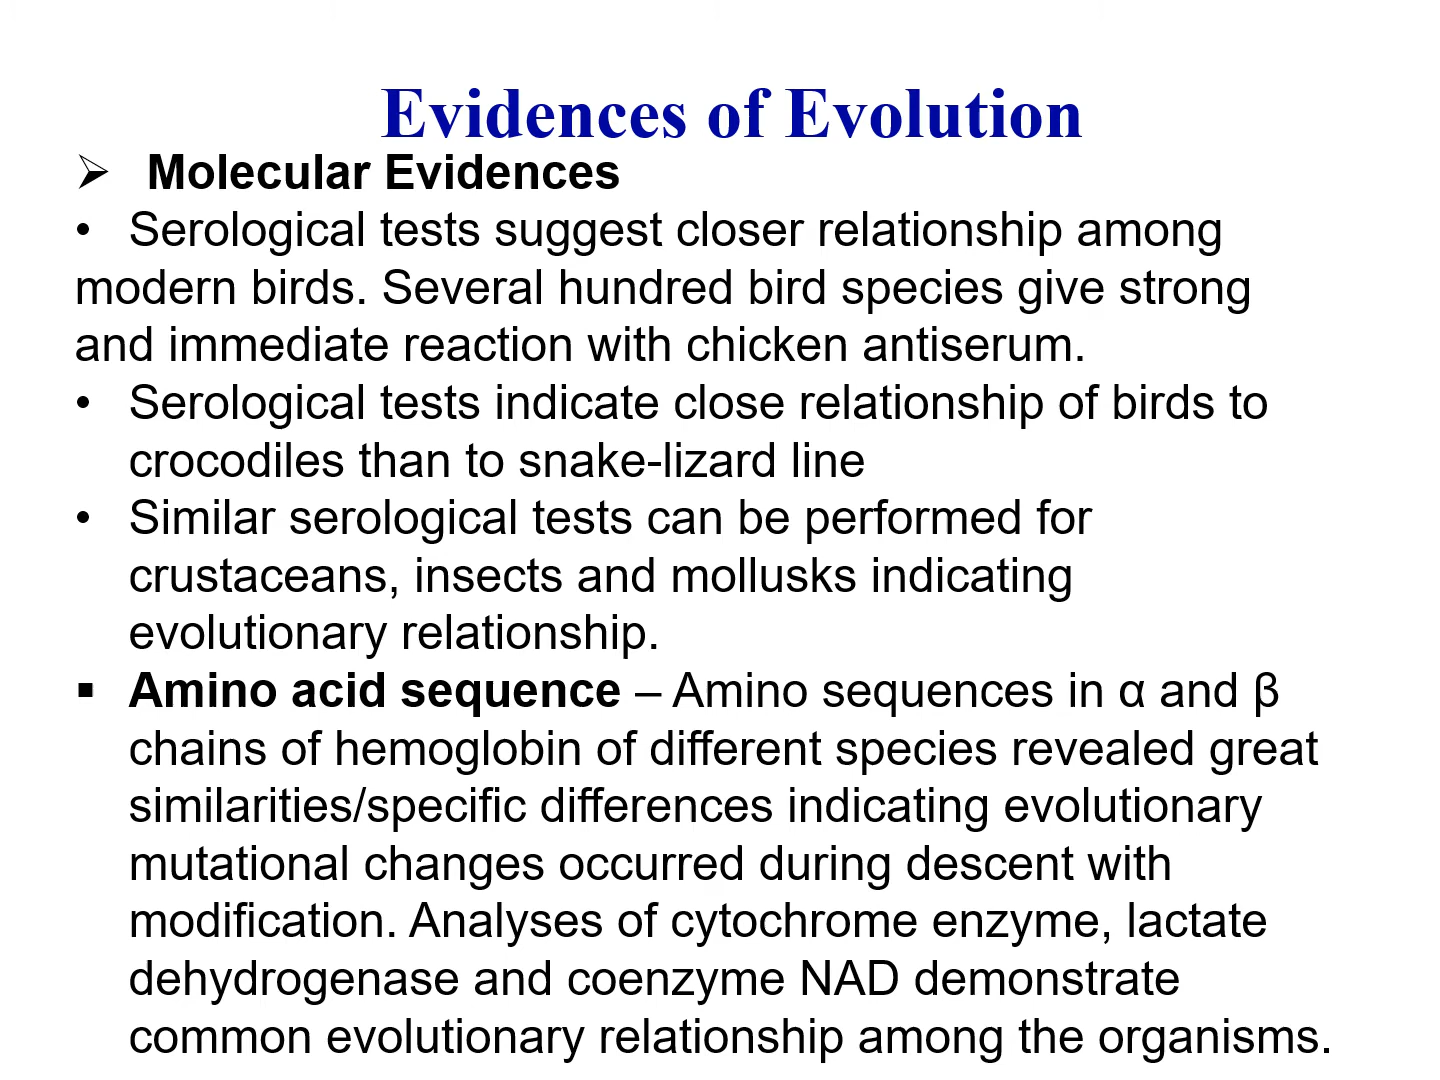 Evidences of Evolution
➢ Molecular Evidences
• Serological tests suggest closer relationship among
modern birds. Several hundred bird species give strong
and immediate reaction with chicken antiserum.
• Serological tests indicate close relationship of birds to
crocodiles than to snake-lizard line
• Similar serological tests can be performed for
crustaceans, insects and mollusks indicating
evolutionary relationship.
▪ Amino acid sequence – Amino sequences in α and β
chains of hemoglobin of different species revealed great
similarities/specific differences indicating evolutionary
mutational changes occurred during descent with
modification. Analyses of cytochrome enzyme, lactate
dehydrogenase and coenzyme NAD demonstrate
common evolutionary relationship among the organisms.